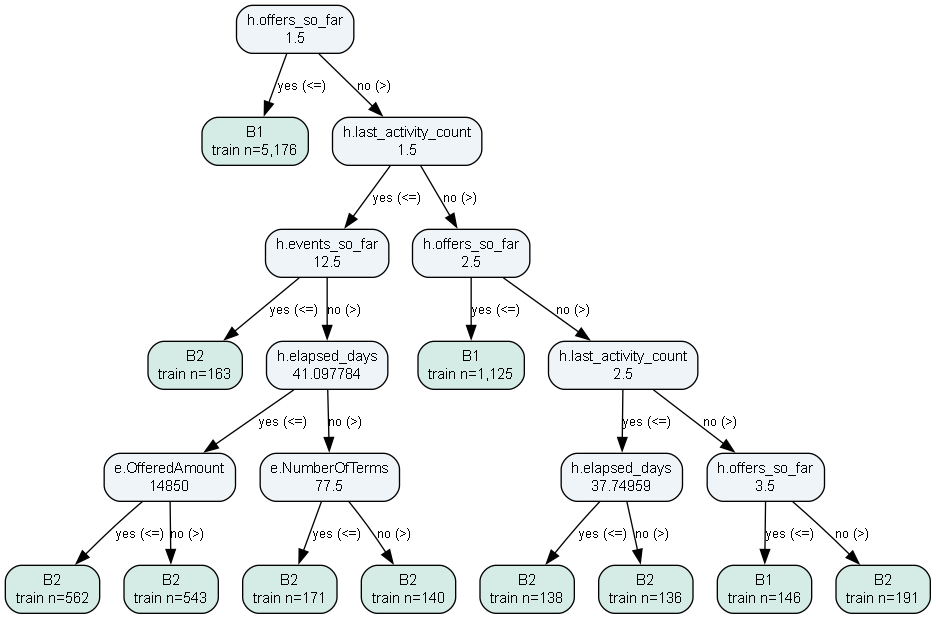 h.offers_so_far
1.5
yes (<=)
no (>)
B1
train n=5,176
h.last_activity_count
1.5
yes (<=)
no (>)
h.events_so_far
12.5
h.offers_so_far
2.5
yes (<=)
no (>)
yes (<=)
no (>)
B2
train n=163
h.elapsed_days
41.097784
B1
train n=1,125
h.last_activity_count
2.5
yes (<=)
no (>)
yes (<=)
no (>)
e.OfferedAmount
14850
e.NumberOfTerms
77.5
h.elapsed_days
37.74959
h.offers_so_far
3.5
yes (<=)
no (>)
yes (<=)
no (>)
yes (<=)
no (>)
yes (<=)
no (>)
B2
train n=562
B2
train n=543
B2
train n=171
B2
train n=140
B2
train n=138
B2
train n=136
B1
train n=146
B2
train n=191